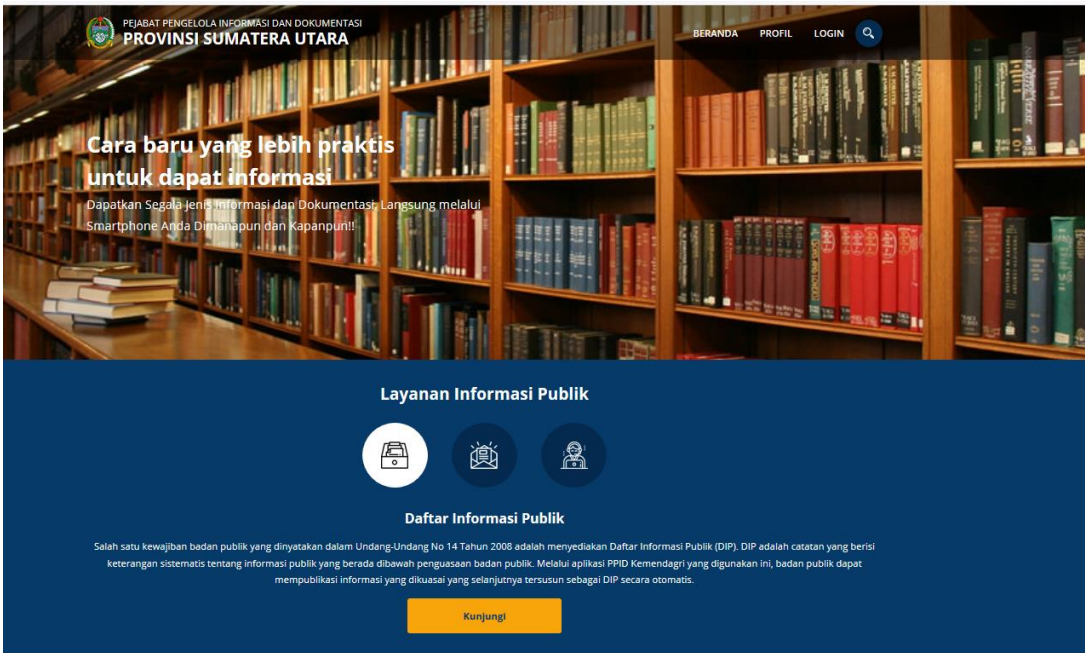 PEJABAT PENGELOLA INFORMASI DAN DOKUMENTASI
PROVINSI SUMATERA UTARA
BERANDA PROFIL LOGIN
Cara baru yang lebih praktis
untuk dapat informasi
Dapatkan Segala Jenis Informasi dan Dokumentasi, Langsung melalui
Smartphone Anda Dimanapun dan Kapanpun!!
Layanan Informasi Publik
Daftar Informasi Publik
Salah satu kewajiban badan publik yang dinyatakan dalam Undang-Undang No 14 Tahun 2008 adalah menyediakan Daftar Informasi Publik (DIP). DIP adalah catatan yang berisi
keterangan sistematis tentang informasi publik yang berada dibawah penguasaan badan publik. Melalui aplikasi PPID Kemendagri yang digunakan ini, badan publik dapat
mempublikasi informasi yang dikuasai yang selanjutnya tersusun sebagai DIP secara otomatis.
Kunjungi